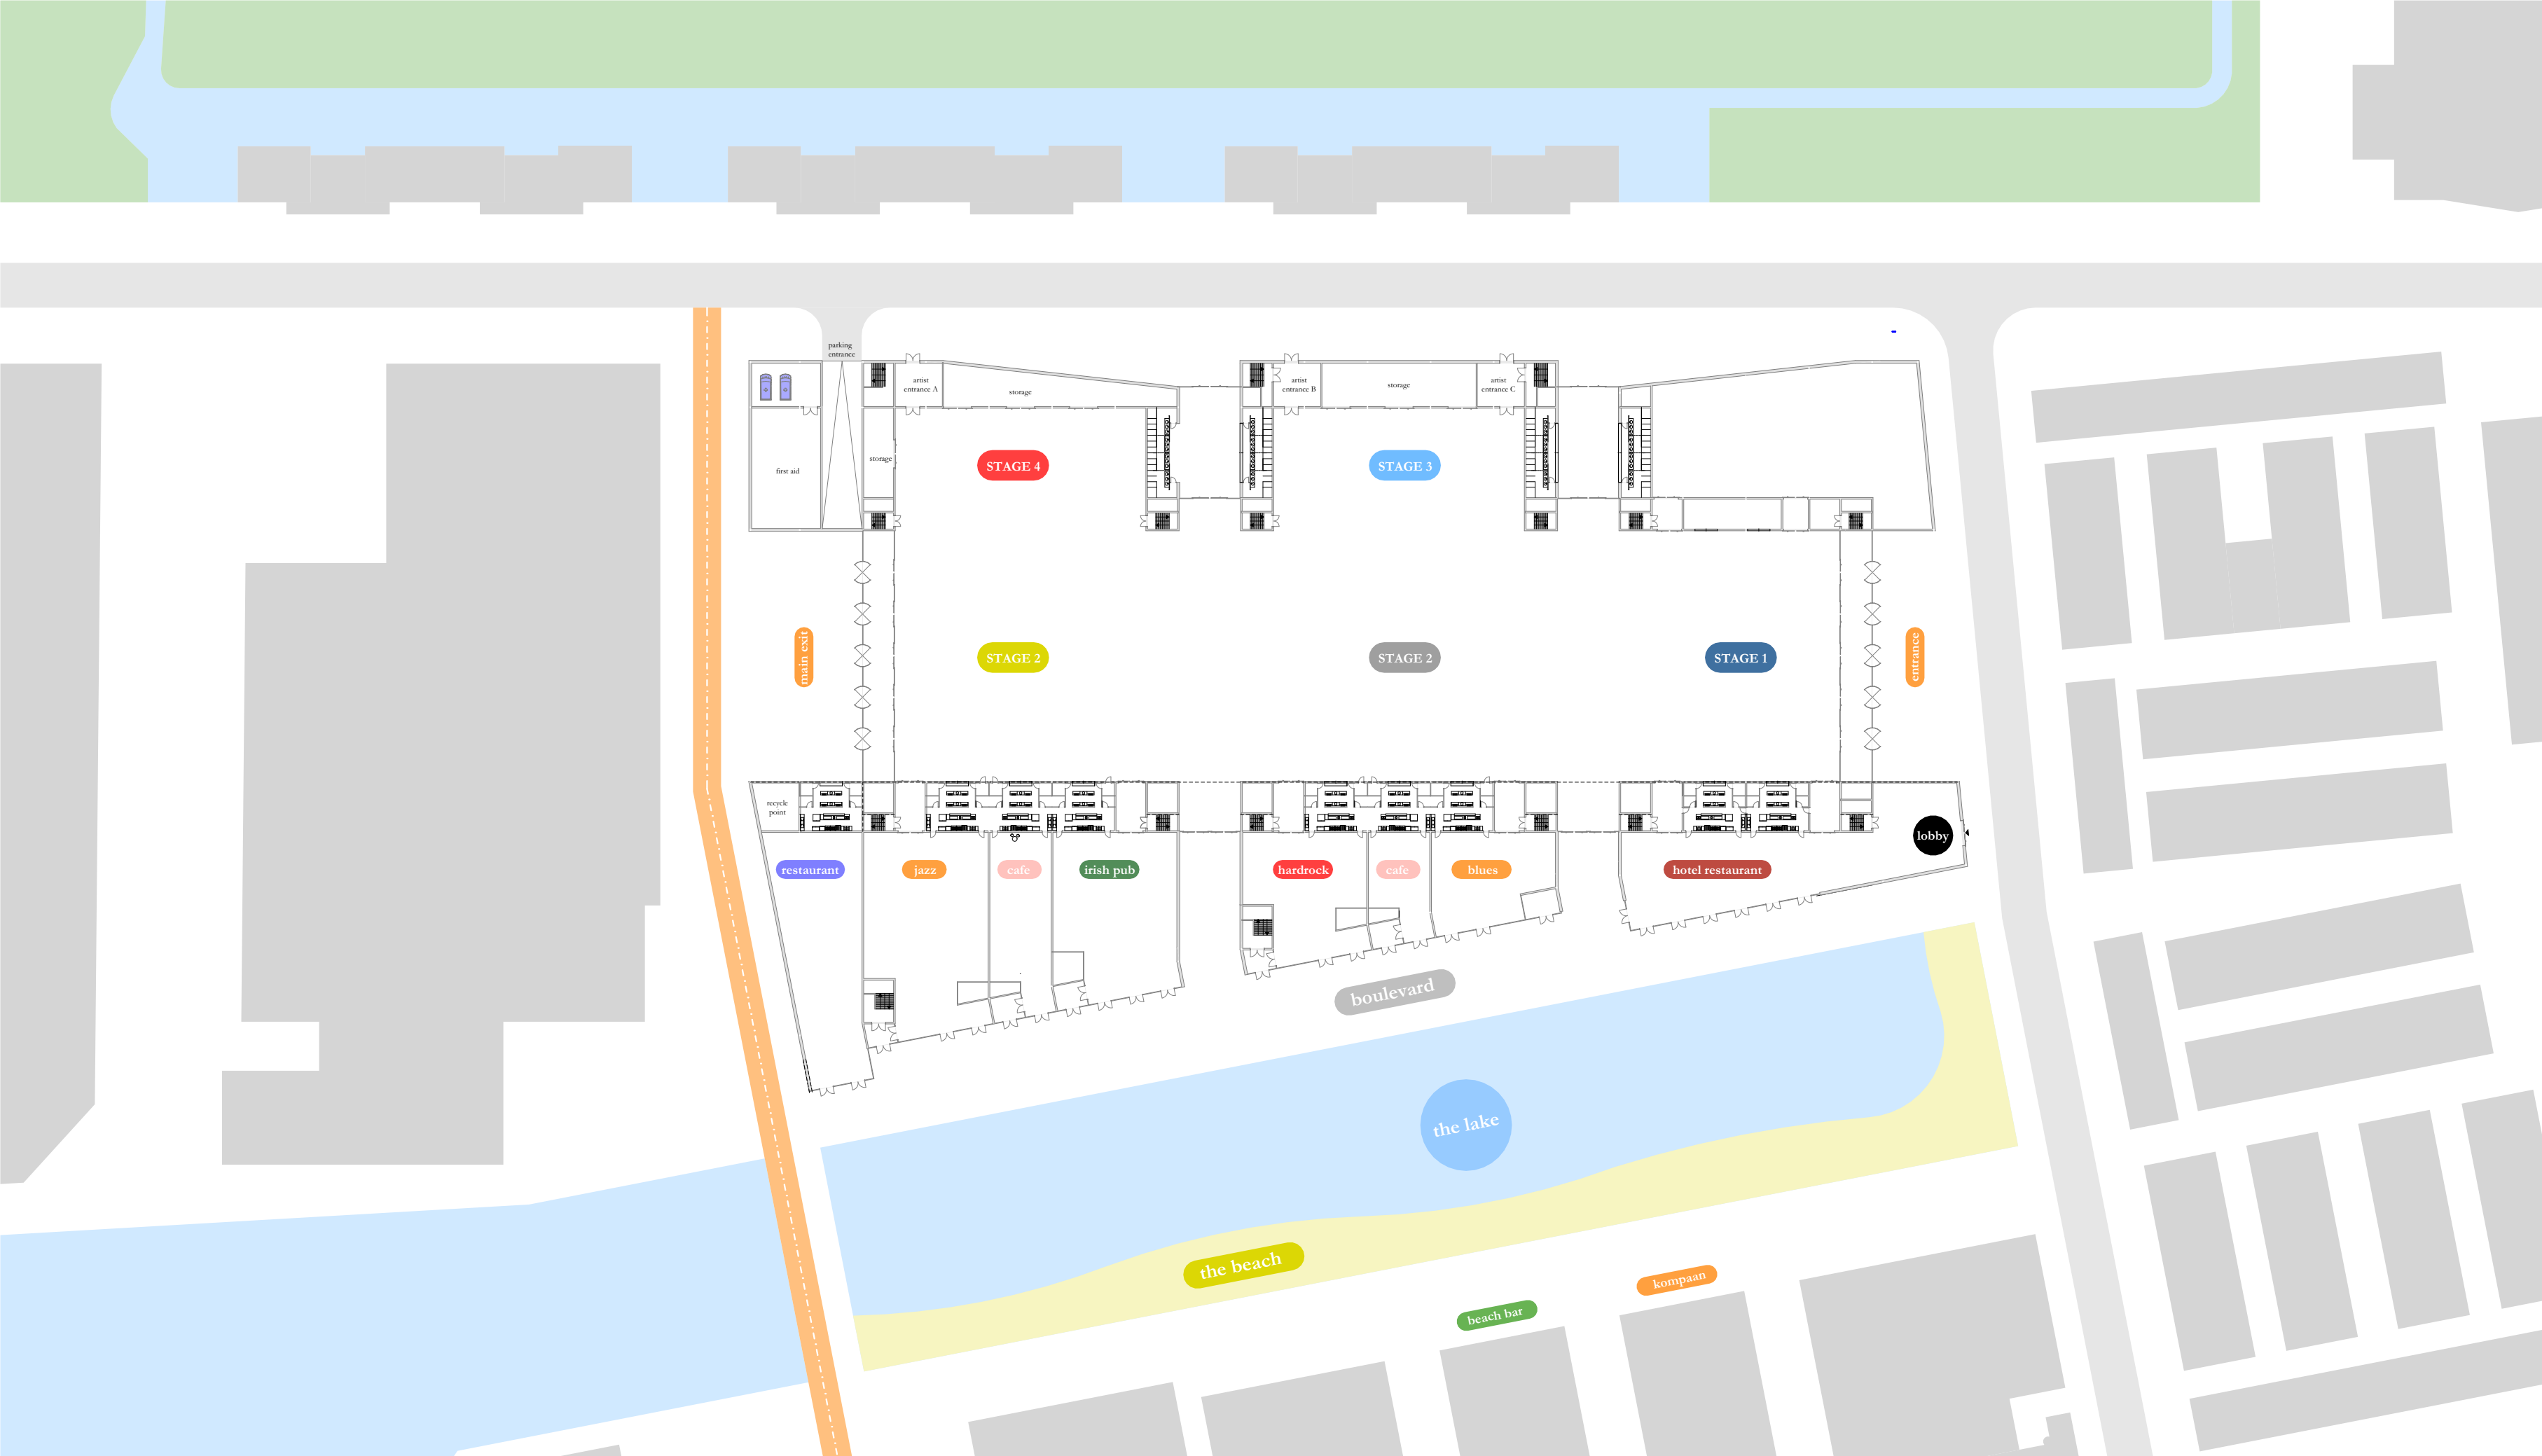 parking
entrance
artist
entrance A
storage
artist
entrance B
storage
artist
entrance C
first aid
storage
STAGE 4
STAGE 3
main exit
STAGE 2
STAGE 2
STAGE 1
entrance
recycle
point
lobby
restaurant
jazz
cafe
irish pub
hardrock
cafe
blues
hotel restaurant
boulevard
the lake
the beach
kompaan
beach bar